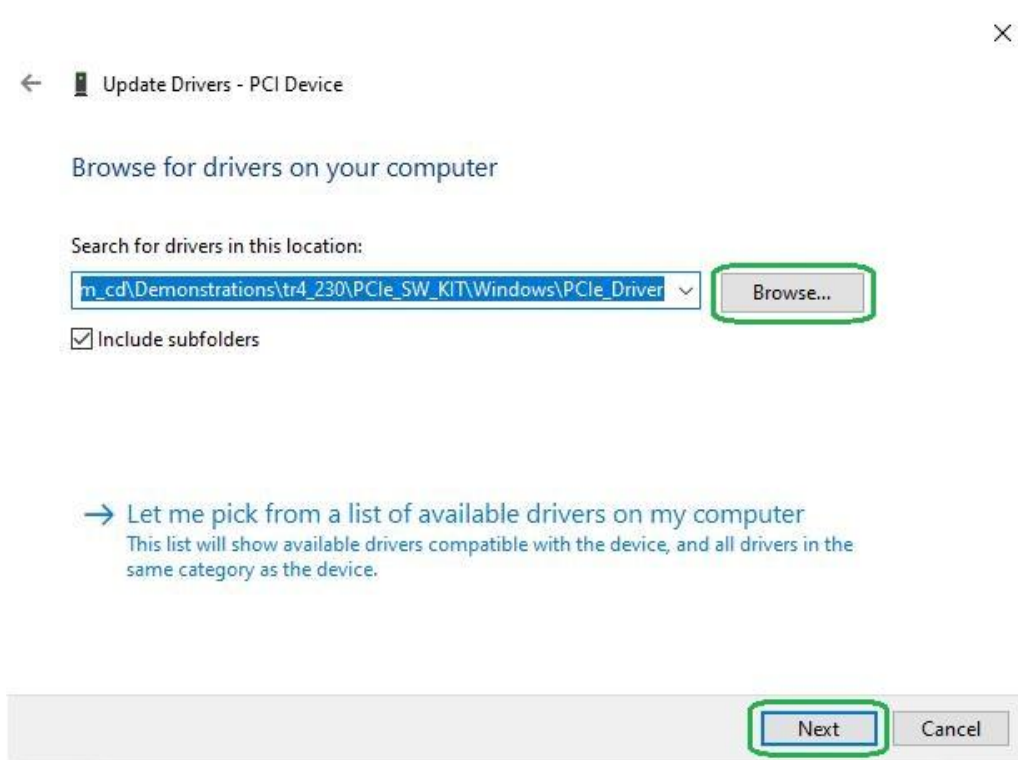 Update Drivers - PCI Device
Browse for drivers on your computer
Search for drivers in this location:
m_cd\Demonstrations\tr4_230\PCIe_SW_KIT\Windows\PCIe_Driver
Browse...
Include subfolders
Let me pick from a list of available drivers on my computer
This list will show available drivers compatible with the device, and all drivers in the
same category as the device.
Next
Cancel